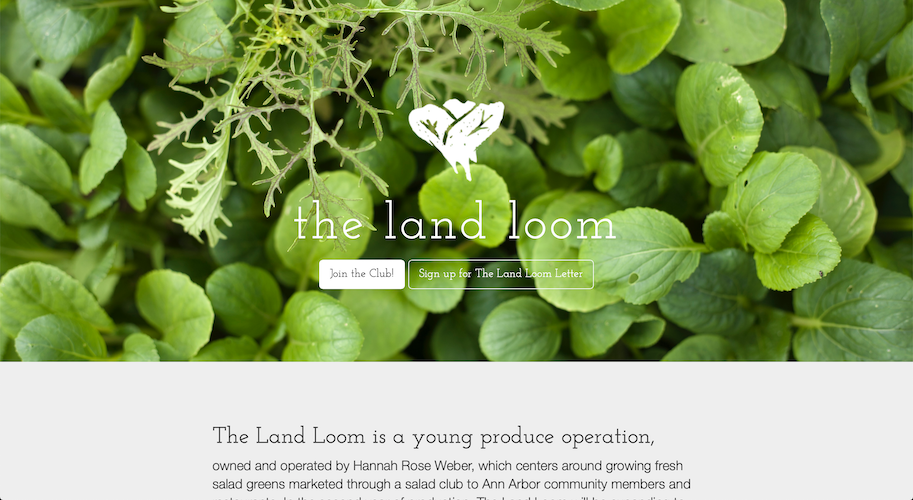 the land loom
Join the Club!
Sign up for The Land Loom Letter
The Land Loom is a young produce operation,
owned and operated by Hannah Rose Weber, which centers around growing fresh
salad greens marketed through a salad club to Ann Arbor community members and